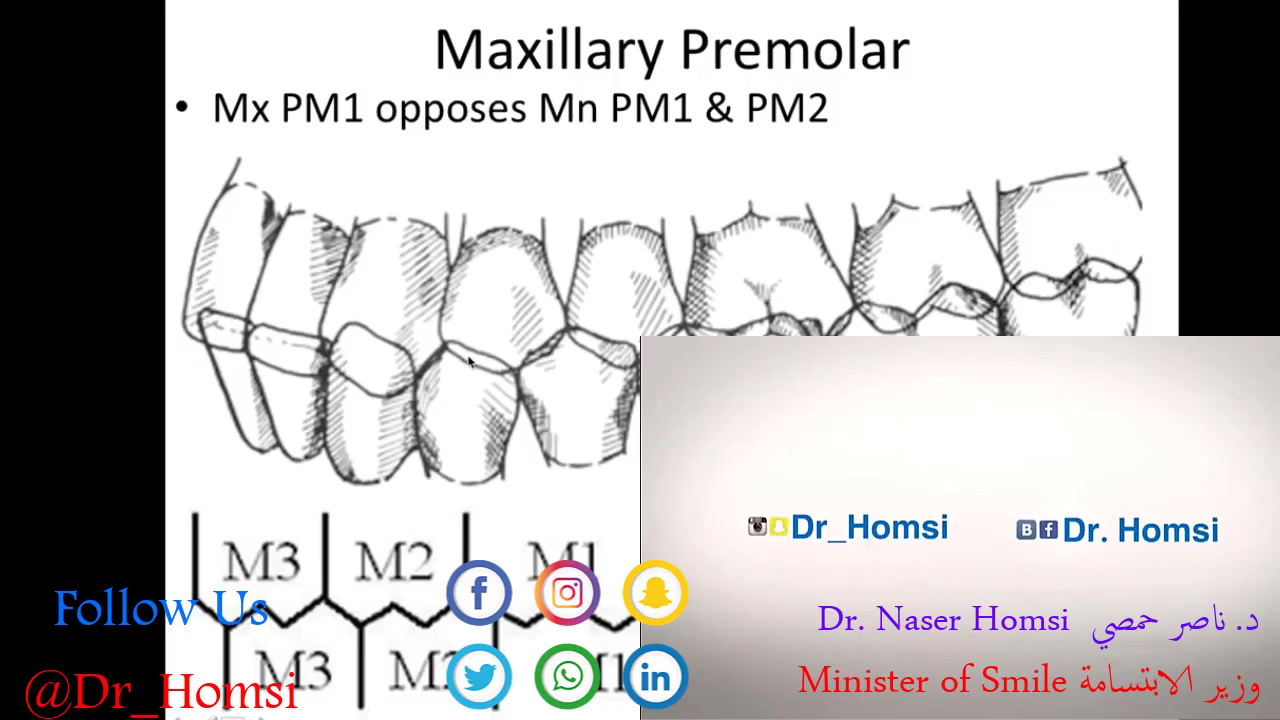 Maxillary Premolar
• Mx PM1 opposes Mn PM1 & PM2
M3 M2 M1
M3
Follow Us
@Dr_Homsi
Dr_Homsi
Dr. Homsi
Dr. Naser Homsi د. ناصر حمصي
Minister of Smile وزير الابتسامة